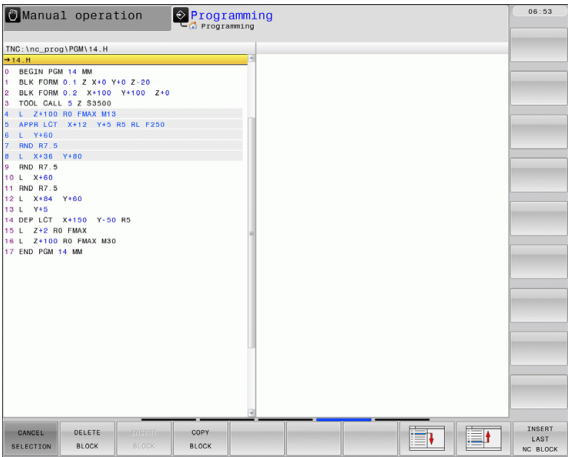 Manual operation
Programming
Programming
06:53
TNC:\nc_prog\PGM\14.H
→14.H
0 BEGIN PGM 14 MM
1 BLK FORM 0.1 Z X+0 Y+0 Z-20
2 BLK FORM 0.2 X+100 Y+100 Z+0
3 TOOL CALL 5 Z S3500
4 L Z+100 R0 FMAX M13
5 APPR LCT X+12 Y+5 R5 RL F250
6 L Y+60
7 RND R7.5
8 L X+36 Y+80
9 RND R7.5
10 L X+60
11 RND R7.5
12 L X+84 Y+60
13 L Y+5
14 DEP LCT X+150 Y-50 R5
15 L Z+2 R0 FMAX
16 L Z+100 R0 FMAX M30
17 END PGM 14 MM
CANCEL
SELECTION
DELETE
BLOCK
INSERT
BLOCK
COPY
BLOCK
INSERT
LAST
NC BLOCK